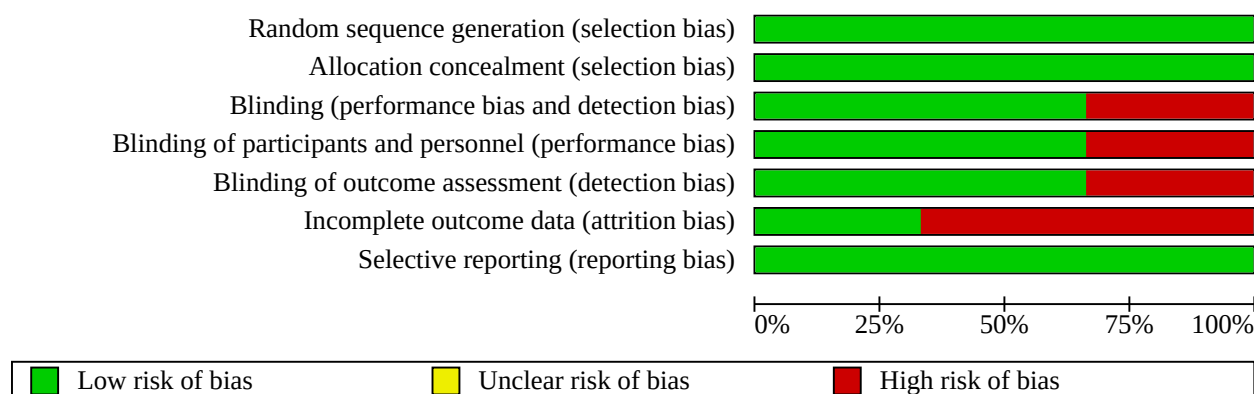 Random sequence generation (selection bias)
Allocation concealment (selection bias)
Blinding (performance bias and detection bias)
Blinding of participants and personnel (performance bias)
Blinding of outcome assessment (detection bias)
Incomplete outcome data (attrition bias)
Selective reporting (reporting bias)
0% 25% 50% 75% 100%
Low risk of bias Unclear risk of bias High risk of bias